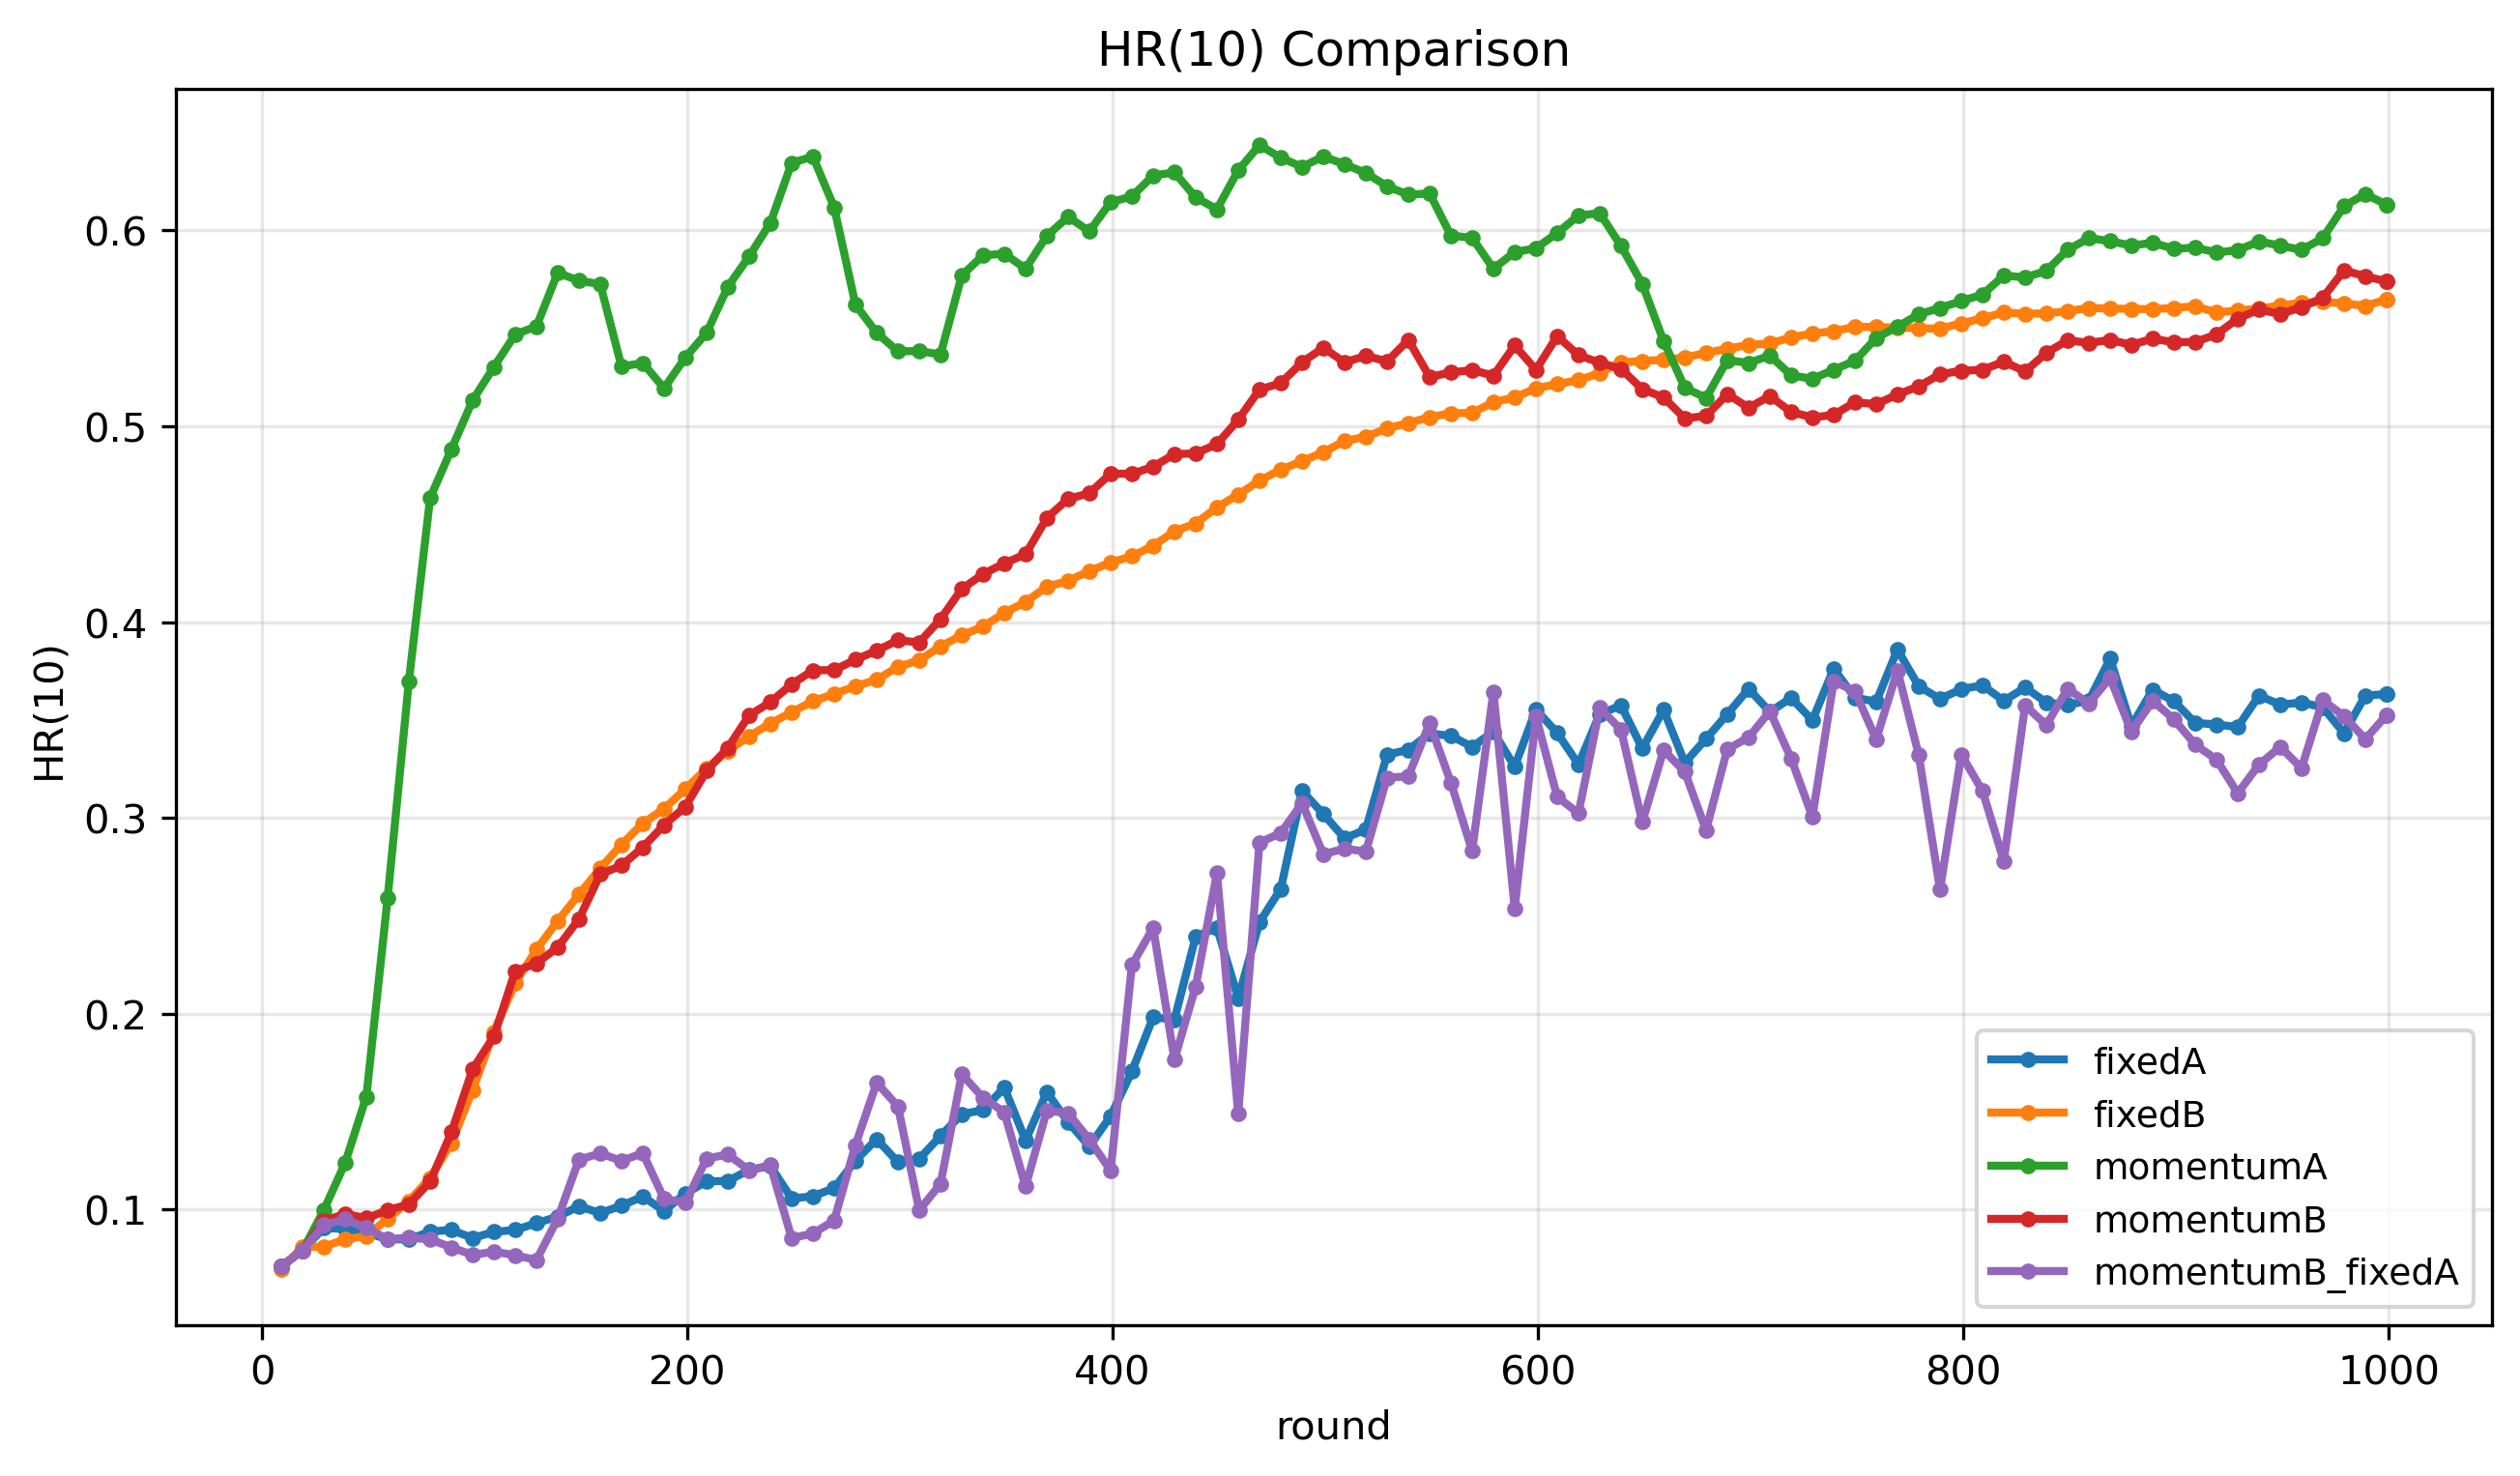 HR(10) Comparison
HR(10)
0.6
0.5
0.4
0.3
0.2
0.1
0 200 400 600 800 1000
round
fixedA
fixedB
momentumA
momentumB
momentumB_fixedA